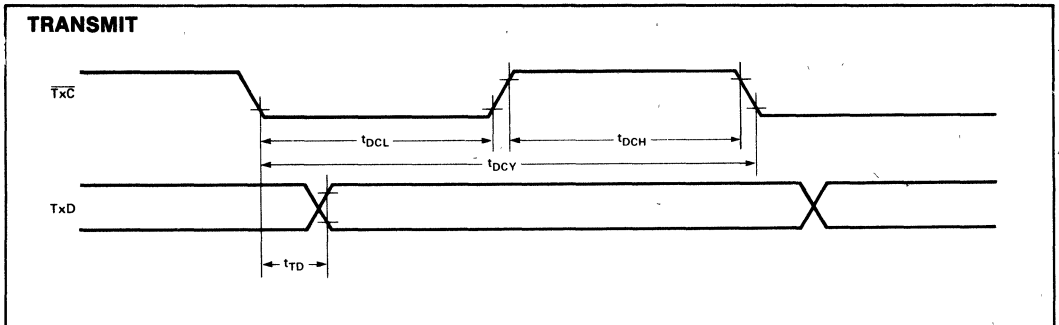 TRANSMIT
TxC
tDCL
tDCH
tDCY
TxD
tTD